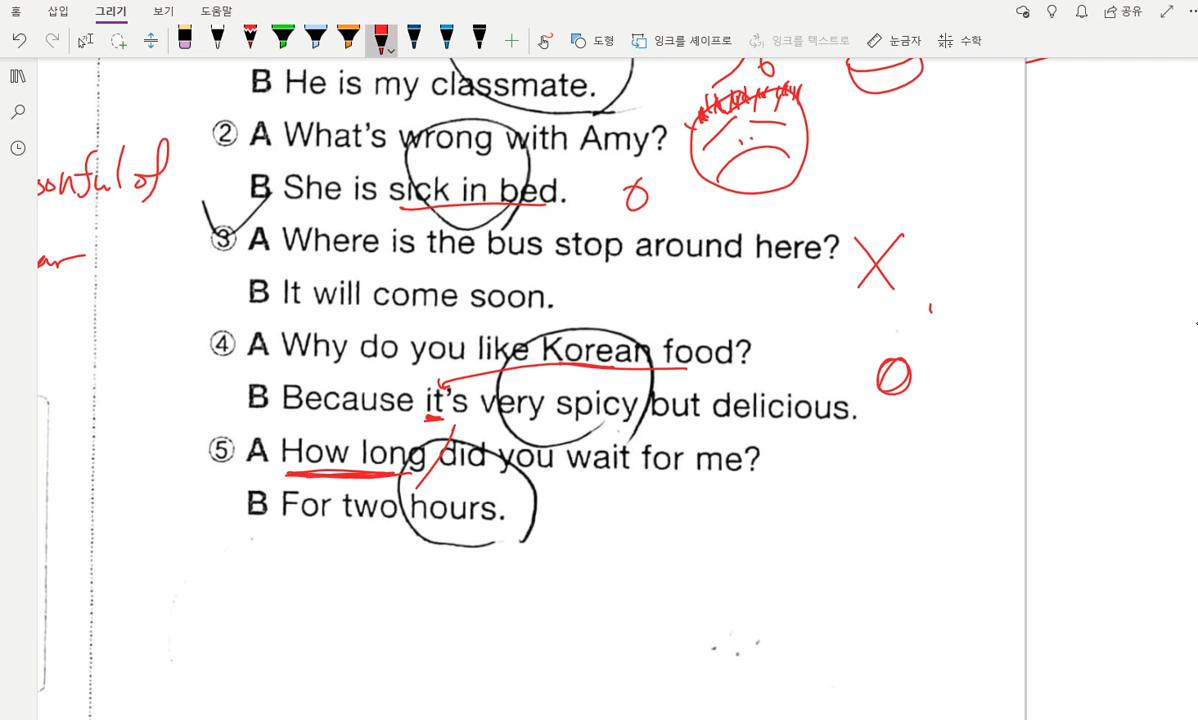 홈 삽입 그리기 보기 도움말 공유
도형 잉크를 셰이프로 잉크를 텍스트로 눈금자 수학
B He is my classmate.
② A What's wrong with Amy?
B She is sick in bed.
③ A Where is the bus stop around here?
B It will come soon.
④ A Why do you like Korean food?
B Because it's very spicy but delicious.
⑤ A How long did you wait for me?
B For two hours.